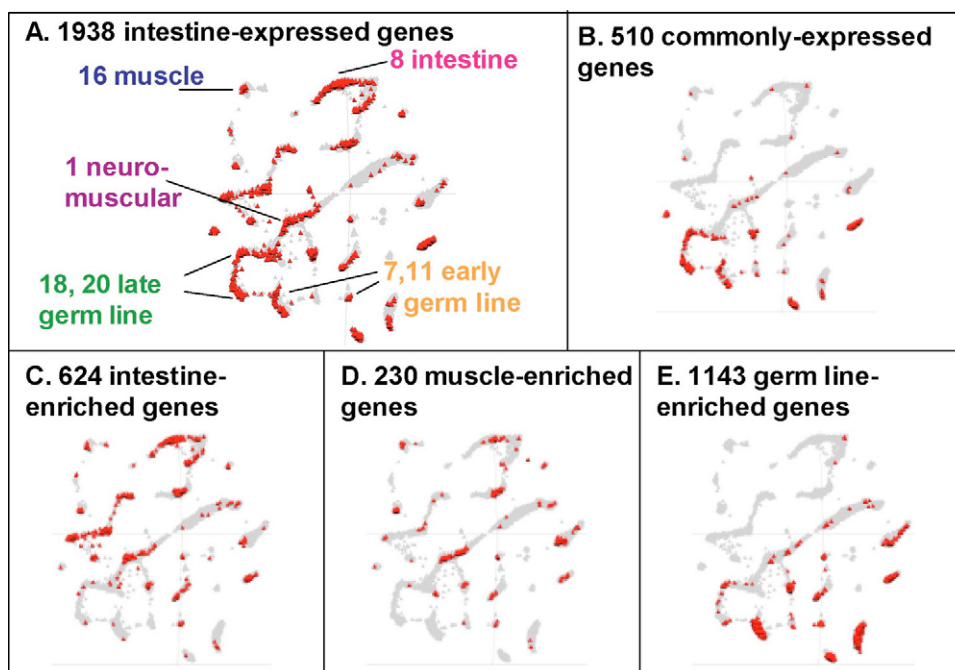 A. 1938 intestine-expressed genes
16 muscle
8 intestine
1 neuro-
muscular
18, 20 late
germ line
7,11 early
germ line
B. 510 commonly-expressed
genes
C. 624 intestine-
enriched genes
D. 230 muscle-enriched
genes
E. 1143 germ line-
enriched genes